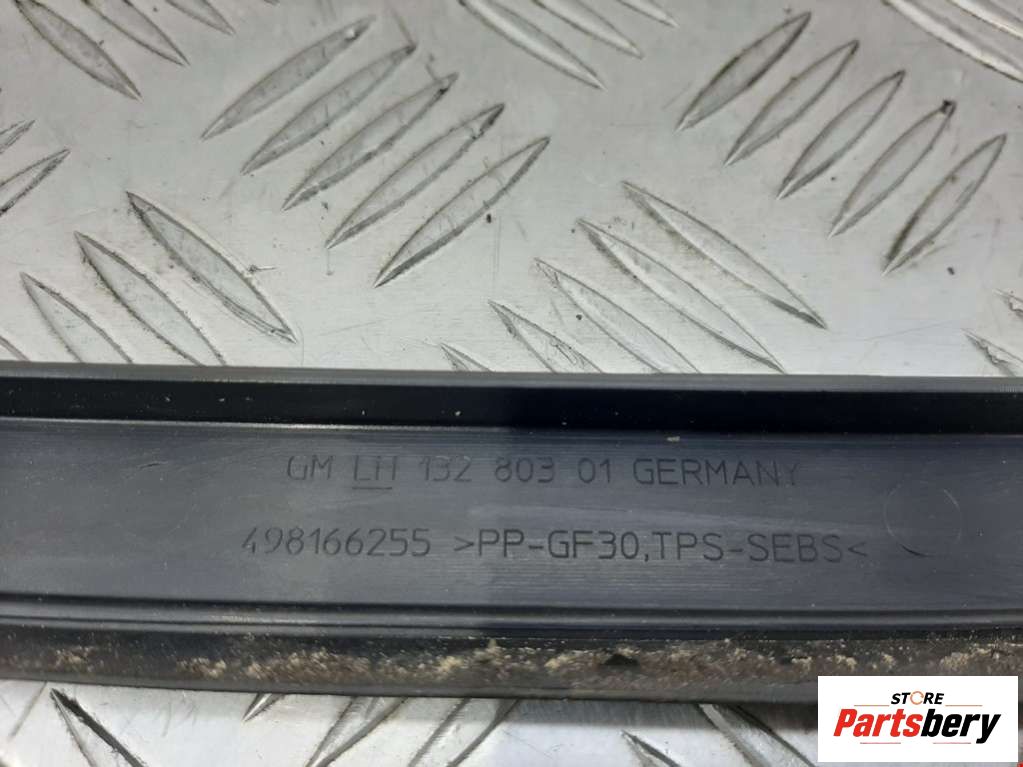 GM LH 132 803 01 GERMANY
498166255 >PP-GF30,TPS-SEBS<
STORE
Partsbery